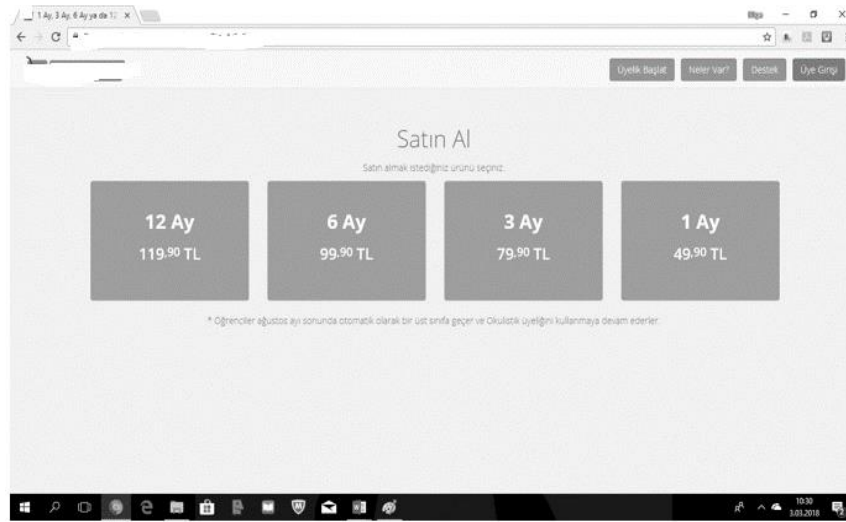 1 Ay, 3 Ay, 6 Ay ya da 12
Bilge
Üyelik Başlat
Neler Var?
Destek
Üye Girişi
Satın Al
Satın almak istediğiniz ürünü seçiniz.
12 Ay
119.90 TL
6 Ay
99.90 TL
3 Ay
79.90 TL
1 Ay
49.90 TL
* Öğrenciler ağustos ayı sonunda otomatik olarak bir üst sınıfa geçer ve Okulistik üyeliğini kullanmaya devam ederler.
10:30
3.03.2018